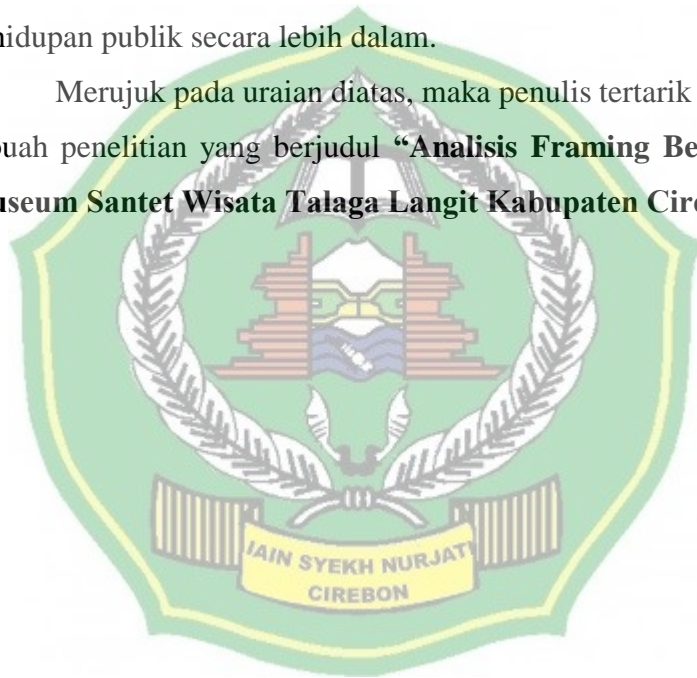 hidupan publik secara lebih dalam.
Merujuk pada uraian diatas, maka penulis tertarik
buah penelitian yang berjudul “Analisis Framing Be
useum Santet Wisata Talaga Langit Kabupaten Cire
IAIN SYEKH NURJATI
CIREBON